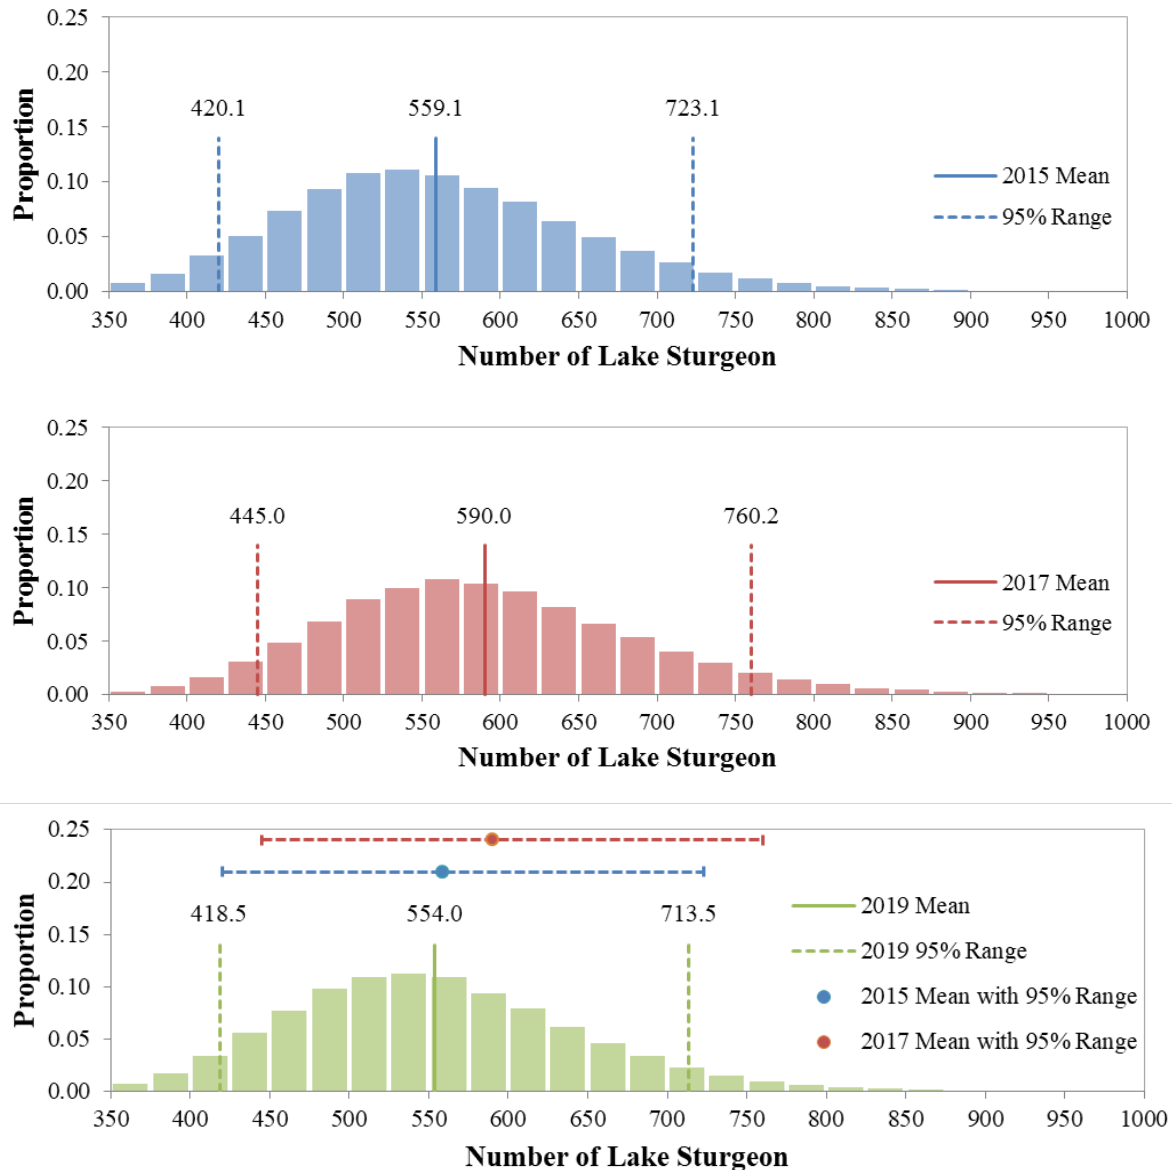 0.25
0.20
0.15
0.10
0.05
0.00
Proportion
420.1 559.1 723.1
2015 Mean
95% Range
350 400 450 500 550 600 650 700 750 800 850 900 950 1000
Number of Lake Sturgeon
0.25
0.20
0.15
0.10
0.05
0.00
Proportion
445.0 590.0 760.2
2017 Mean
95% Range
350 400 450 500 550 600 650 700 750 800 850 900 950 1000
Number of Lake Sturgeon
0.25
0.20
0.15
0.10
0.05
0.00
Proportion
418.5 554.0 713.5
2019 Mean
2019 95% Range
2015 Mean with 95% Range
2017 Mean with 95% Range
350 400 450 500 550 600 650 700 750 800 850 900 950 1000
Number of Lake Sturgeon